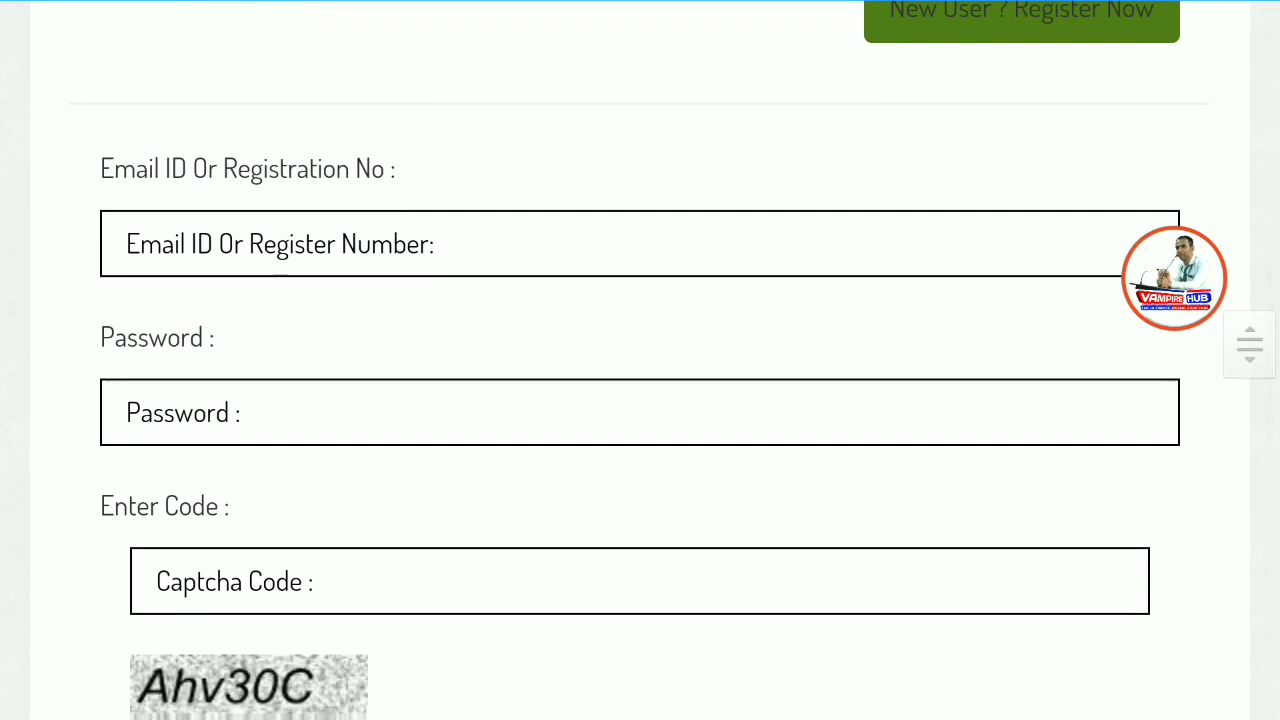 New User ? Register Now
Email ID Or Registration No :
Email ID Or Register Number:
VAMPIRE HUB
Password :
Password :
Enter Code :
Captcha Code :
Ahv30C